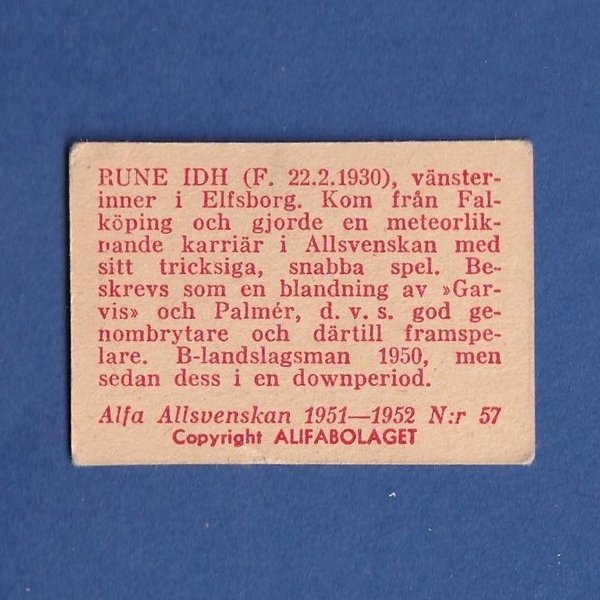 RUNE IDH (F. 22.2.1930), vänster-
inner i Elfsborg. Kom från Fal-
köping och gjorde en meteorlik-
nande karriär i Allsvenskan med
sitt tricksiga, snabba spel. Be-
skrevs som en blandning av »Gar-
vis» och Palmér, d. v. s. god ge-
nombrytare och därtill framspe-
lare. B-landslagsman 1950, men
sedan dess i en downperiod.
Alfa Allsvenskan 1951—1952 N:r 57
Copyright ALIFABOLAGET